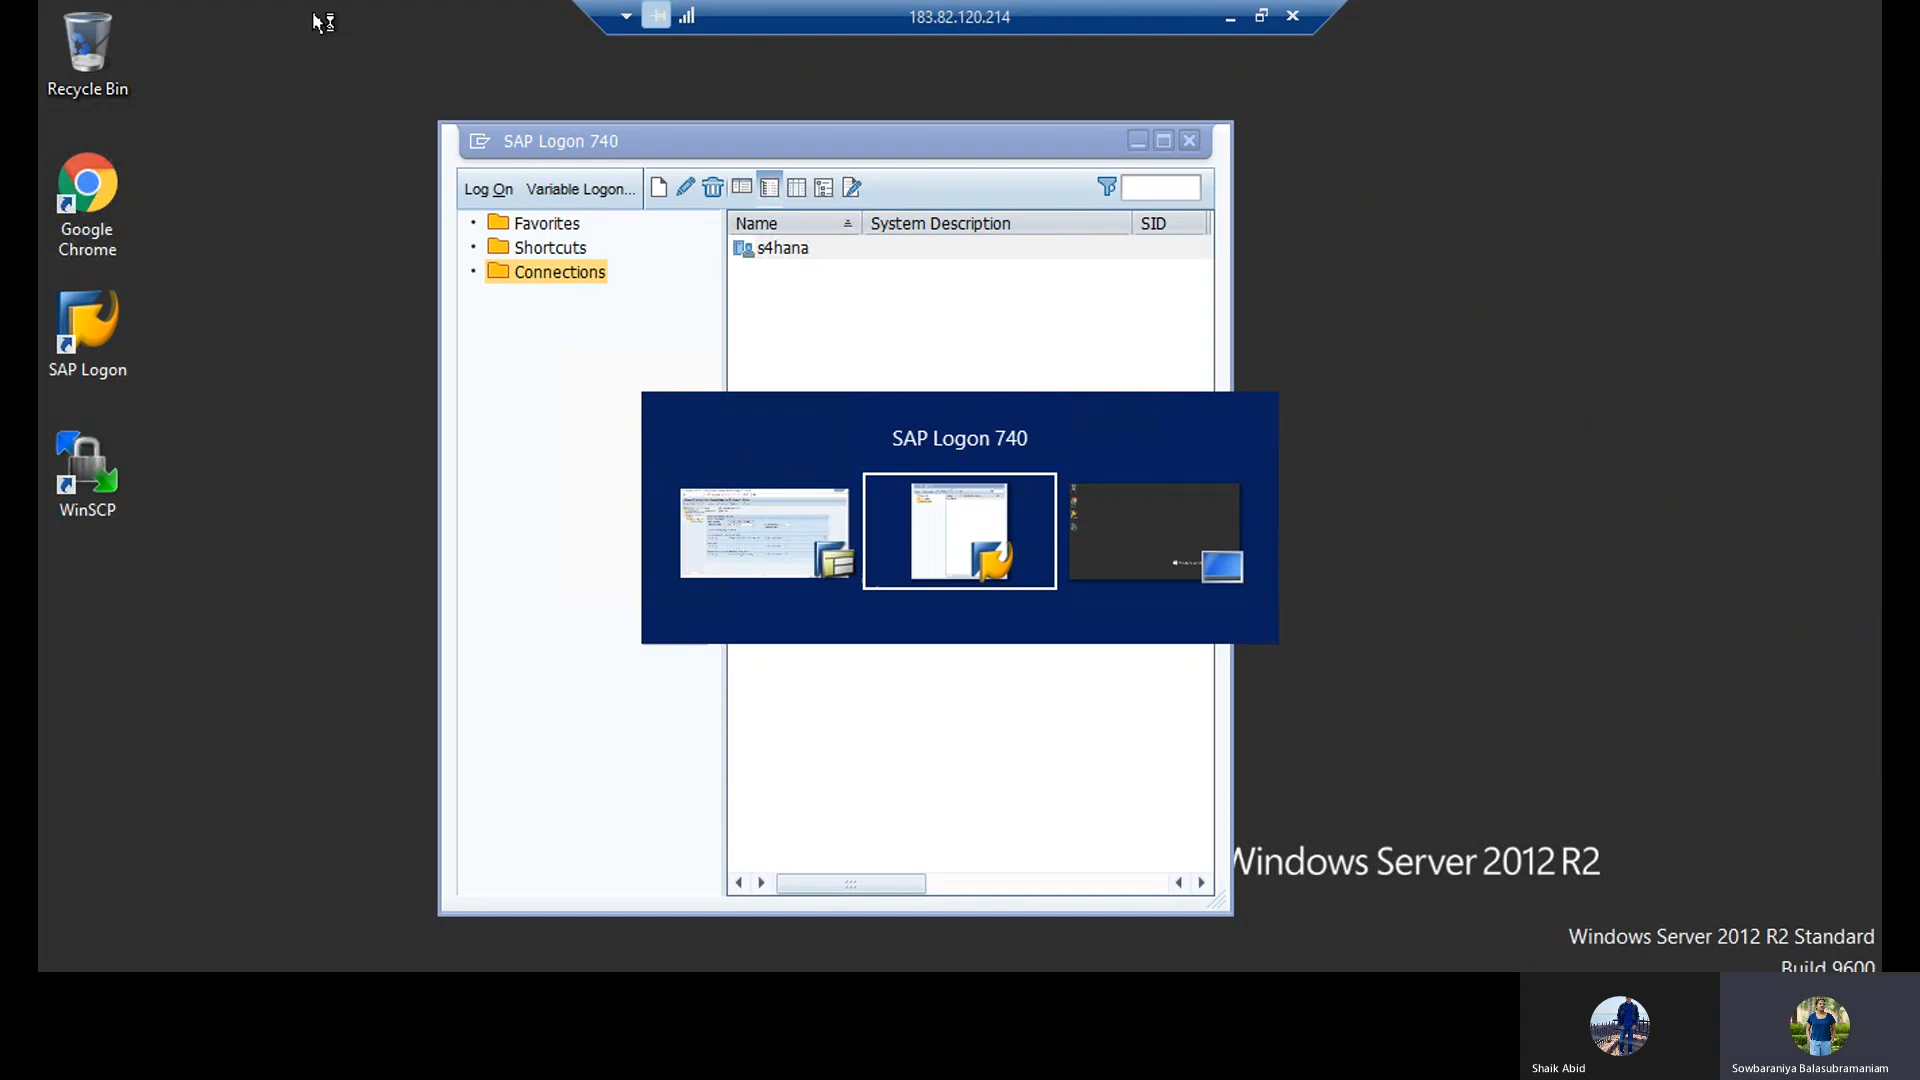 183.82.120.214
Recycle Bin
Google
Chrome
SAP Logon
WinSCP
SAP Logon 740
Log On Variable Logon...
Favorites
Shortcuts
Connections
Name System Description SID
s4hana
SAP Logon 740
Windows Server 2012 R2
Windows Server 2012 R2 Standard
Build 9600
Shaik Abid
Sowbaraniya Balasubramaniam